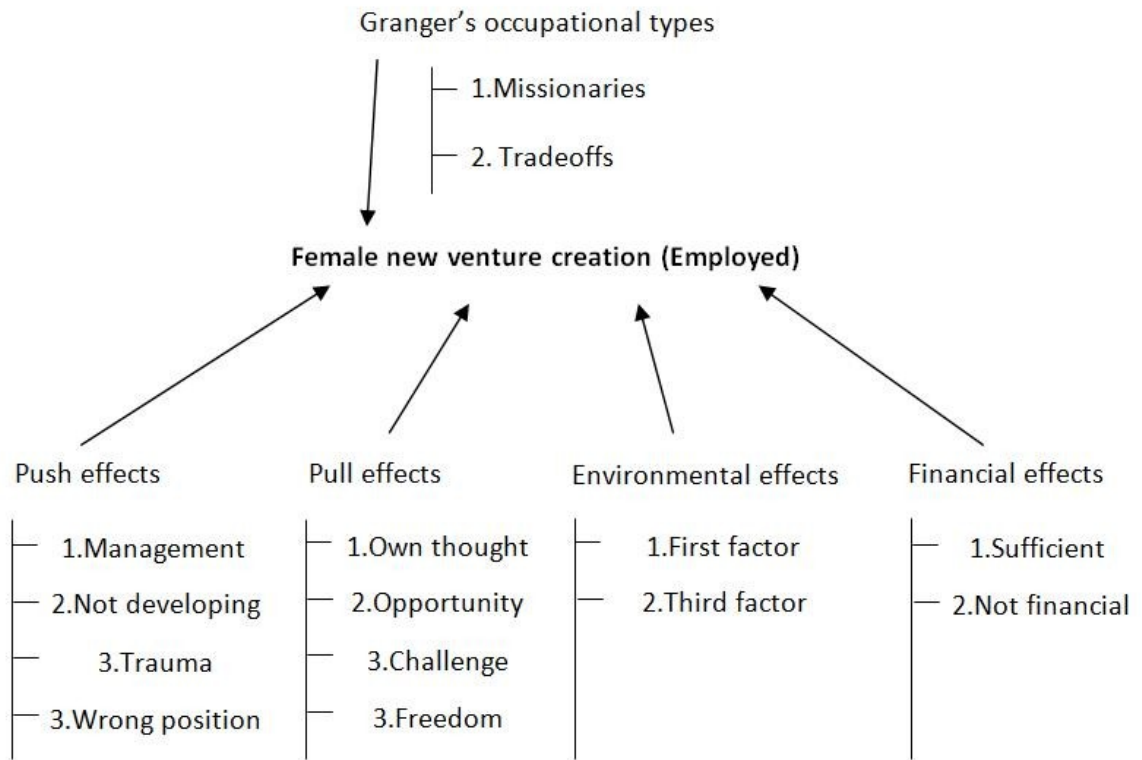 Granger's occupational types
1.Missionaries
2. Tradeoffs
Female new venture creation (Employed)
Push effects
1.Management
2.Not developing
3.Trauma
3.Wrong position
Pull effects
1.Own thought
2.Opportunity
3.Challenge
3.Freedom
Environmental effects
1.First factor
2.Third factor
Financial effects
1.Sufficient
2.Not financial